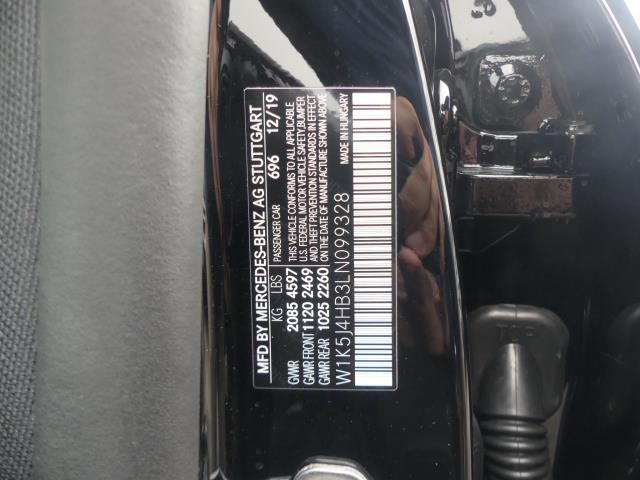 MFD BY MERCEDES-BENZ AG STUTTGART
PASSENGER CAR 696 12/19
KG LBS
THIS VEHICLE CONFORMS TO ALL APPLICABLE
U.S. FEDERAL MOTOR VEHICLE SAFETY,BUMPER
AND THEFT PREVENTION STANDARDS IN EFFECT
ON THE DATE OF MANUFACTURE SHOWN ABOVE
GVWR 2085 4597
GAWR FRONT 1120 2469
GAWR REAR 1025 2260
MADE IN HUNGARY
W1K5J4HB3LN099328
TOP